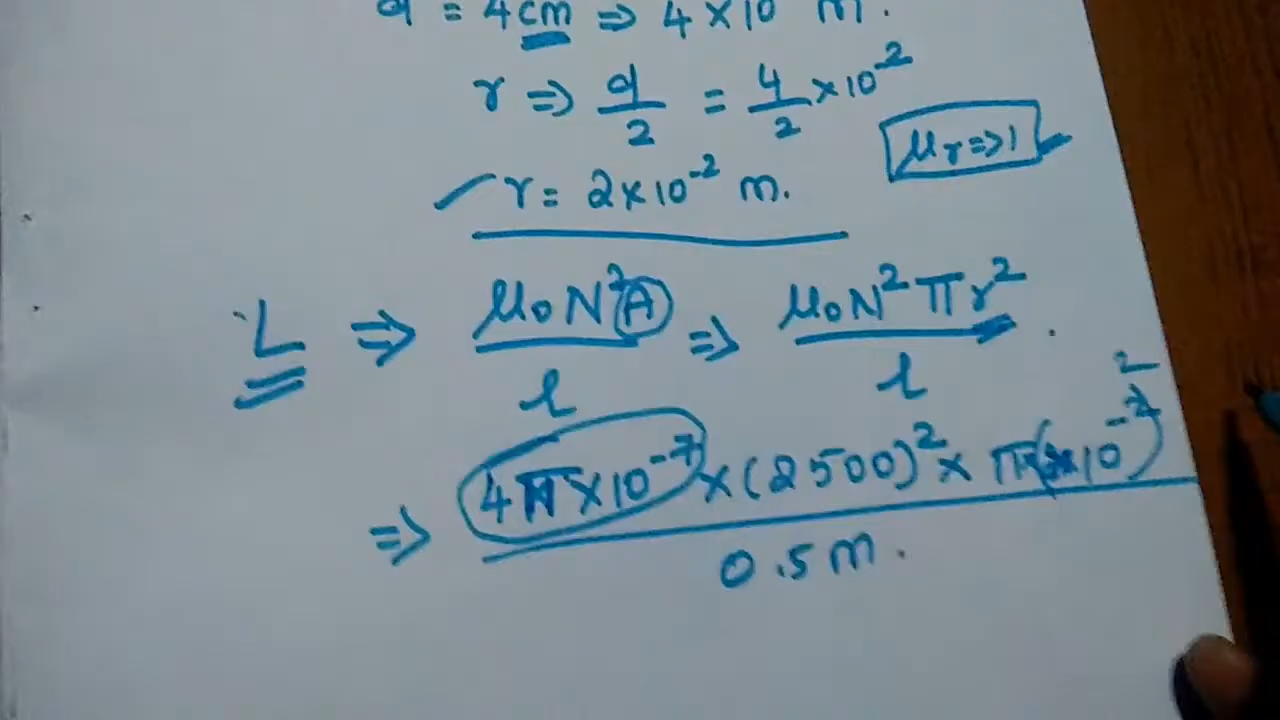 d = 4cm ⇒ 4 × 10 m.
r ⇒ d/2 = 4/2 × 10⁻²
μr ⇒ 1
r = 2 × 10⁻² m.
L ⇒ μ₀N²A/l ⇒ μ₀N²πr²/l .
⇒ 4π × 10⁻⁷ × (2500)² × π(2×10⁻²)² / 0.5m.